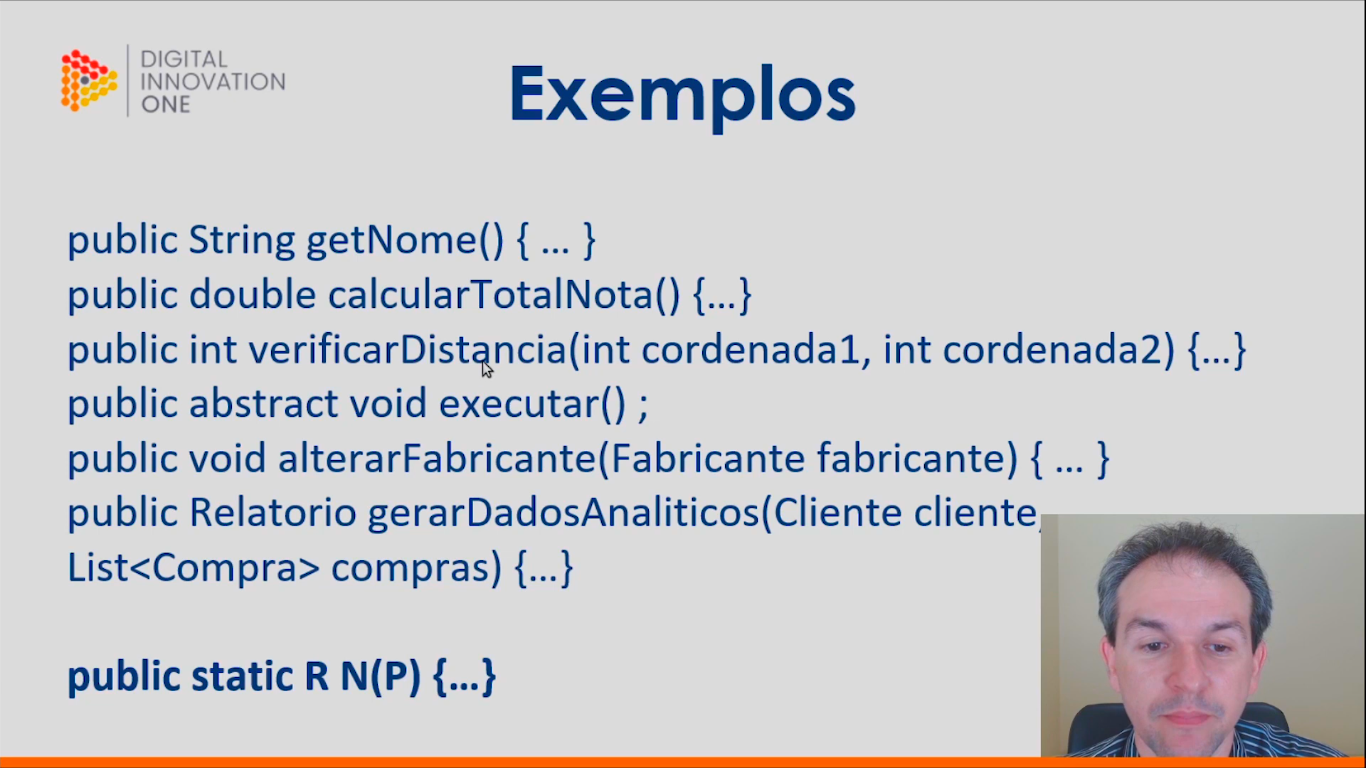 DIGITAL
INNOVATION
ONE
Exemplos
public String getNome() { ... }
public double calcularTotalNota() {...}
public int verificarDistancia(int cordenada1, int cordenada2) {...}
public abstract void executar() ;
public void alterarFabricante(Fabricante fabricante) { ... }
public Relatorio gerarDadosAnaliticos(Cliente cliente,
List<Compra> compras) {...}
public static R N(P) {...}